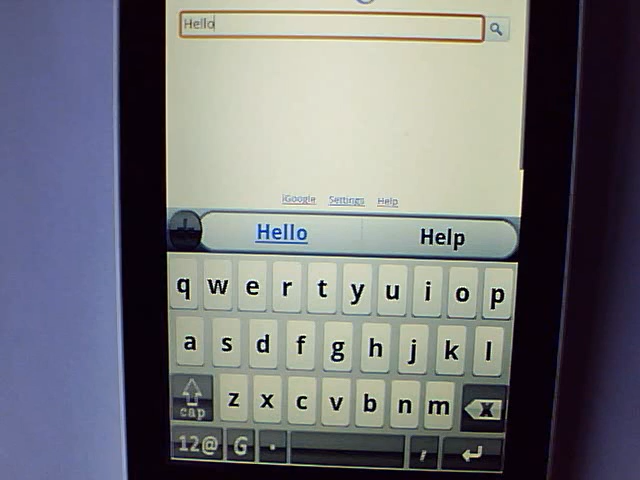 Hello
iGoogle Settings Help
Hello Help
q w e r t y u i o p
a s d f g h j k l
cap z x c v b n m x
12@ G . ,